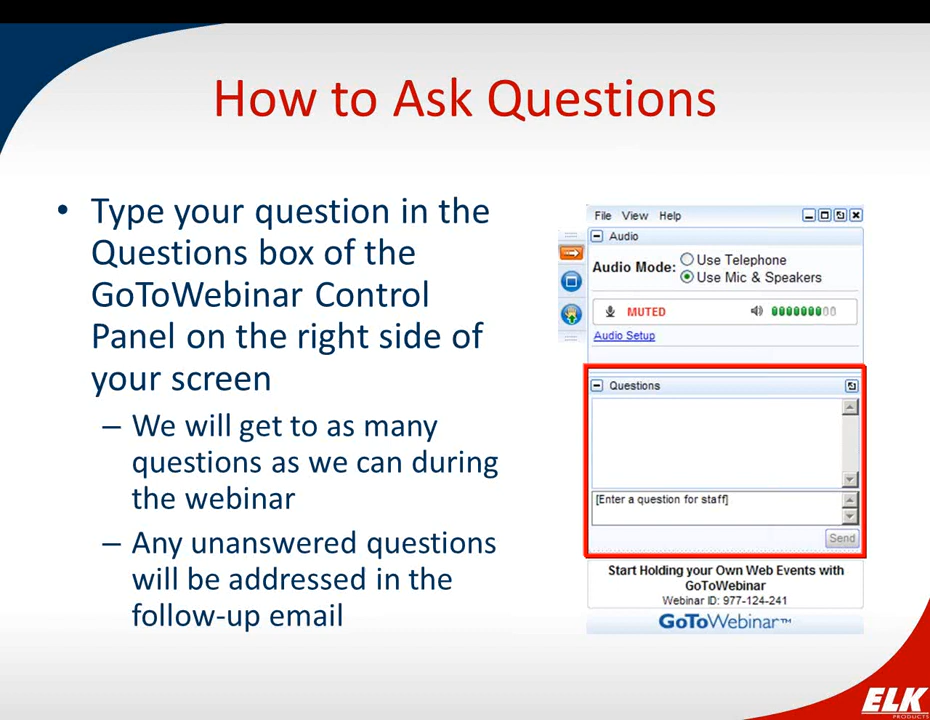 How to Ask Questions
• Type your question in the
Questions box of the
GoToWebinar Control
Panel on the right side of
your screen
– We will get to as many
questions as we can during
the webinar
– Any unanswered questions
will be addressed in the
follow-up email
File View Help
Audio
Audio Mode: Use Telephone
Use Mic & Speakers
MUTED
Audio Setup
Questions
[Enter a question for staff]
Send
Start Holding your Own Web Events with
GoToWebinar
Webinar ID: 977-124-241
GoToWebinar™
ELK
PRODUCTS